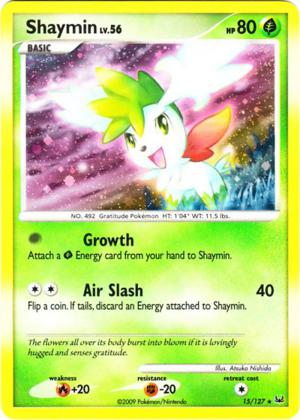 Shaymin LV.56 HP 80
BASIC
NO. 492 Gratitude Pokémon HT: 1'04" WT: 11.5 lbs.
Growth
Attach a Energy card from your hand to Shaymin.
Air Slash 40
Flip a coin. If tails, discard an Energy attached to Shaymin.
The flowers all over its body burst into bloom if it is lovingly
hugged and senses gratitude.
Illus. Atsuko Nishida
weakness resistance retreat cost
+20 -20
©2009 Pokémon 15/127